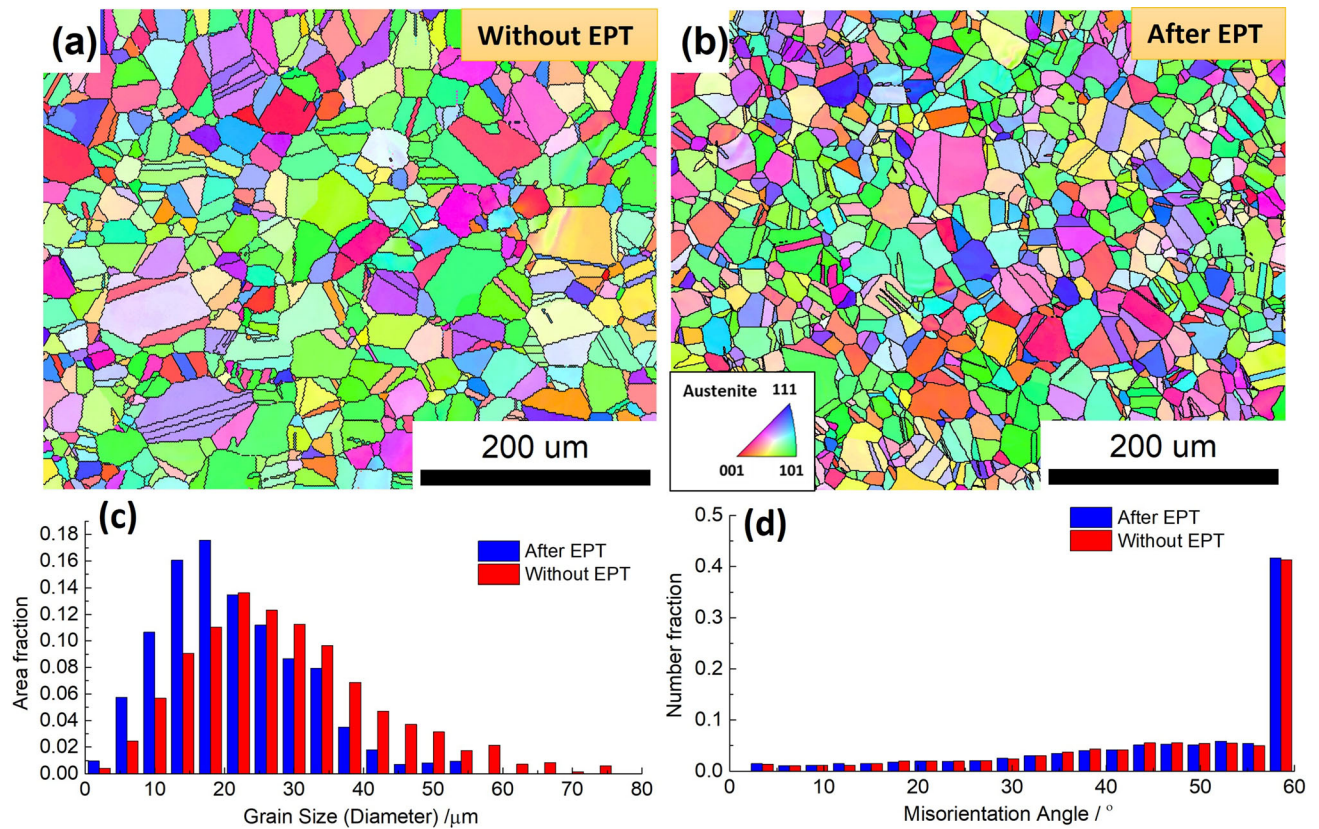 (a)
Without EPT
200 um
(b)
After EPT
Austenite 111
001 101
200 um
(c)
0.18
0.16
0.14
0.12
0.10
0.08
0.06
0.04
0.02
0.00
Area fraction
After EPT
Without EPT
0 10 20 30 40 50 60 70 80
Grain Size (Diameter) /μm
(d)
0.5
0.4
0.3
0.2
0.1
0.0
Number fraction
After EPT
Without EPT
0 10 20 30 40 50 60
Misorientation Angle / °